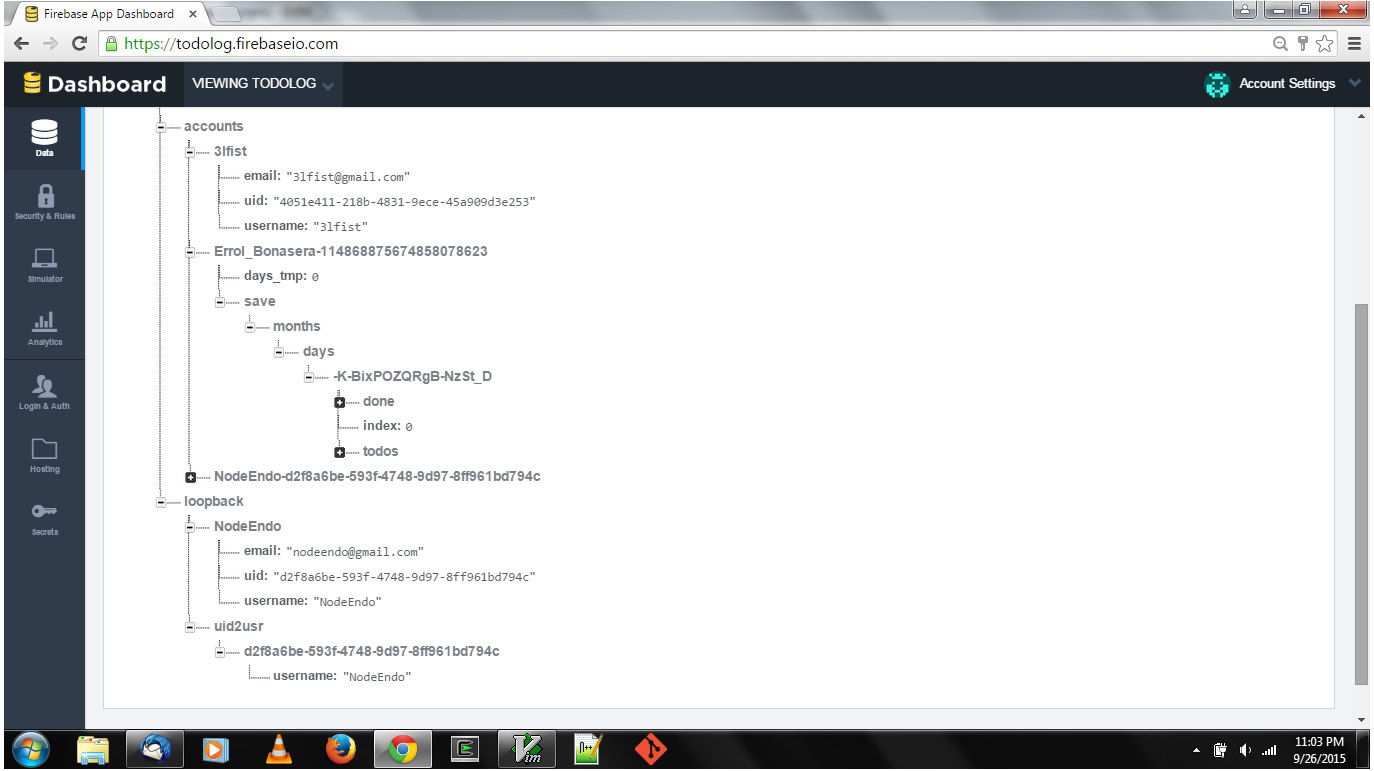 Firebase App Dashboard
https://todolog.firebaseio.com
Dashboard
VIEWING TODOLOG
Account Settings
Data
Security & Rules
Simulator
Analytics
Login & Auth
Hosting
Secrets
accounts
3lfist
email: "3lfist@gmail.com"
uid: "4051e411-218b-4831-9ece-45a909d3e253"
username: "3lfist"
Errol_Bonasera-114868875674858078623
days_tmp: 0
save
months
days
-K-BixPOZQRgB-NzSt_D
done
index: 0
todos
NodeEndo-d2f8a6be-593f-4748-9d97-8ff961bd794c
loopback
NodeEndo
email: "nodeendo@gmail.com"
uid: "d2f8a6be-593f-4748-9d97-8ff961bd794c"
username: "NodeEndo"
uid2usr
d2f8a6be-593f-4748-9d97-8ff961bd794c
username: "NodeEndo"
11:03 PM
9/26/2015